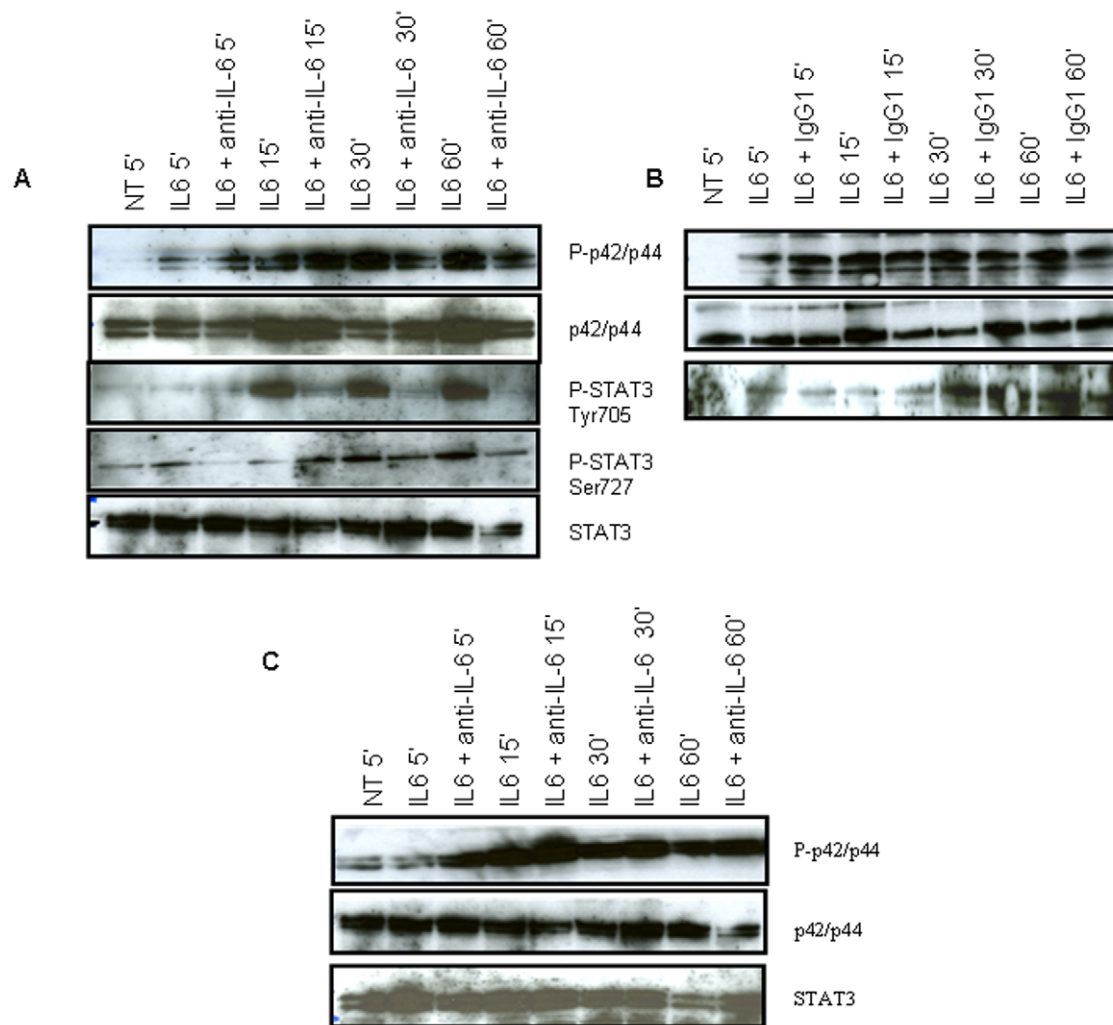 A
NT 5'
IL6 5'
IL6 + anti-IL-6 5'
IL6 15'
IL6 + anti-IL-6 15'
IL6 30'
IL6 + anti-IL-6 30'
IL6 60'
IL6 + anti-IL-6 60'
P-p42/p44
p42/p44
P-STAT3
Tyr705
P-STAT3
Ser727
STAT3
B
NT 5'
IL6 5'
IL6 + IgG1 5'
IL6 15'
IL6 + IgG1 15'
IL6 30'
IL6 + IgG1 30'
IL6 60'
IL6 + IgG1 60'
C
NT 5'
IL6 5'
IL6 + anti-IL-6 5'
IL6 15'
IL6 + anti-IL-6 15'
IL6 30'
IL6 + anti-IL-6 30'
IL6 60'
IL6 + anti-IL-6 60'
P-p42/p44
p42/p44
STAT3